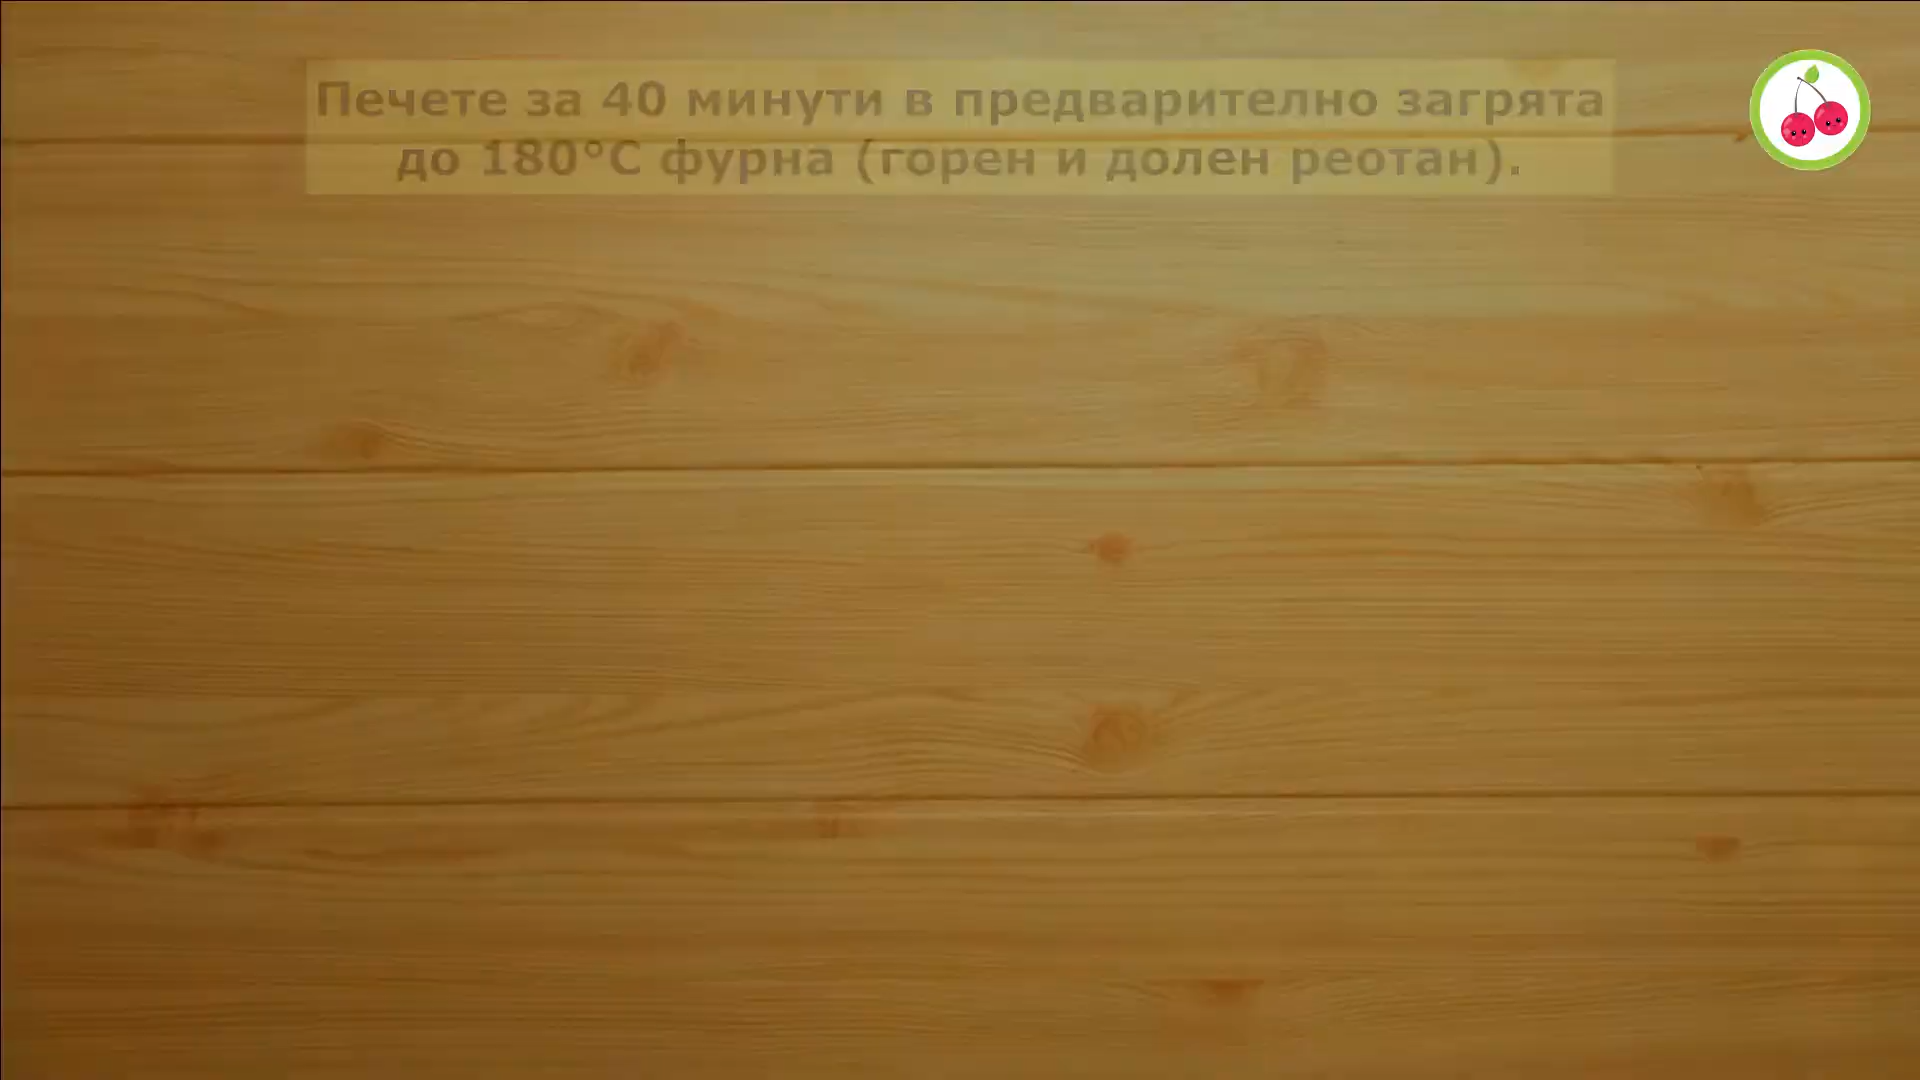 Печете за 40 минути в предварително загрята
до 180°C фурна (горен и долен реотан).